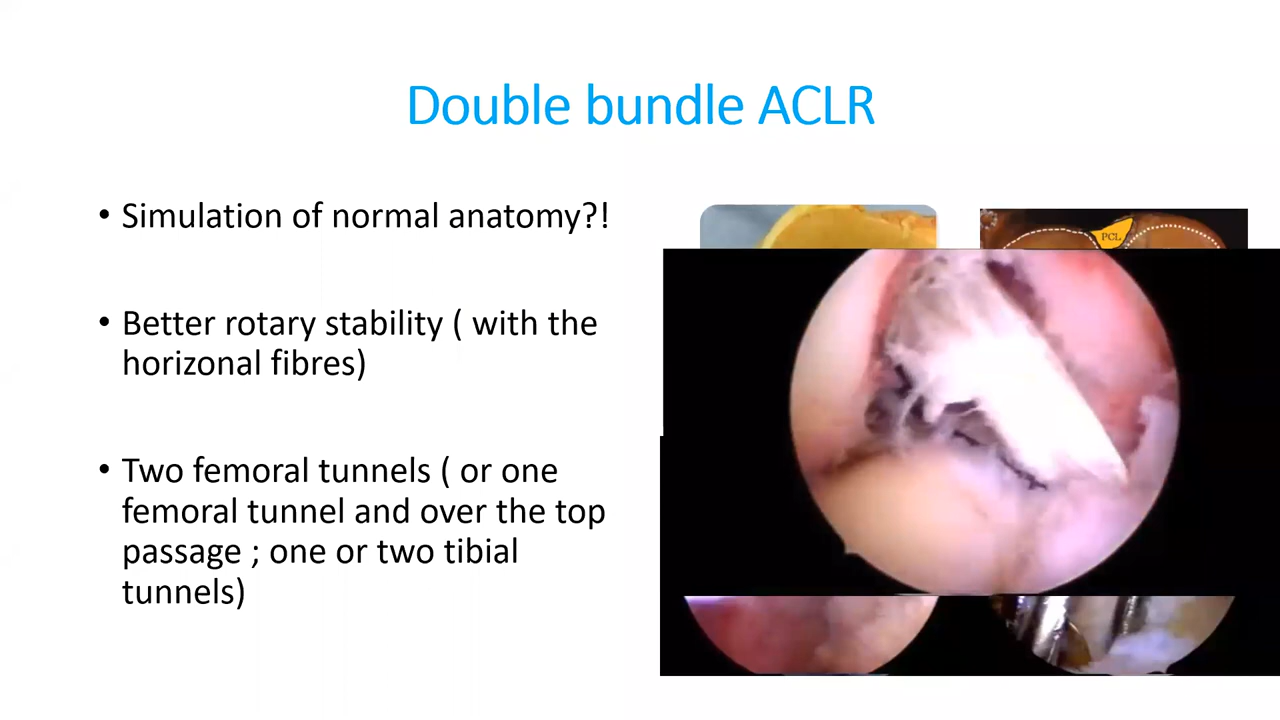 Double bundle ACLR
• Simulation of normal anatomy?!
• Better rotary stability ( with the
horizonal fibres)
• Two femoral tunnels ( or one
femoral tunnel and over the top
passage ; one or two tibial
tunnels)
PCL